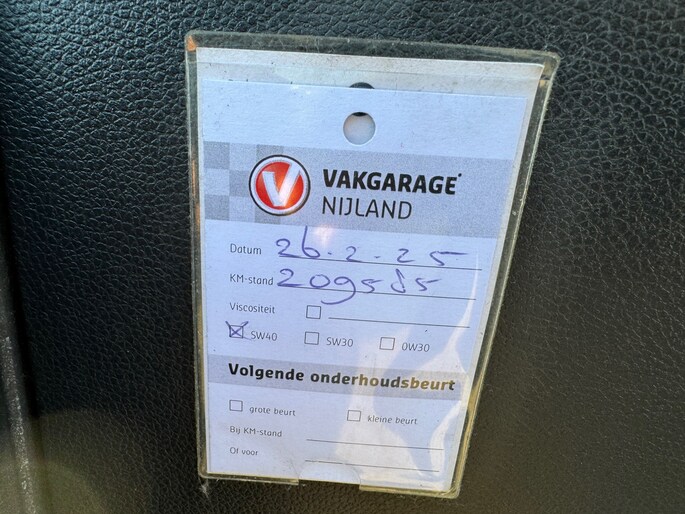 V
VAKGARAGE
NIJLAND
Datum 26.2.25
KM-stand 209585
Viscositeit
5W40 5W30 0W30
Volgende onderhoudsbeurt
grote beurt kleine beurt
Bij KM-stand
Of voor